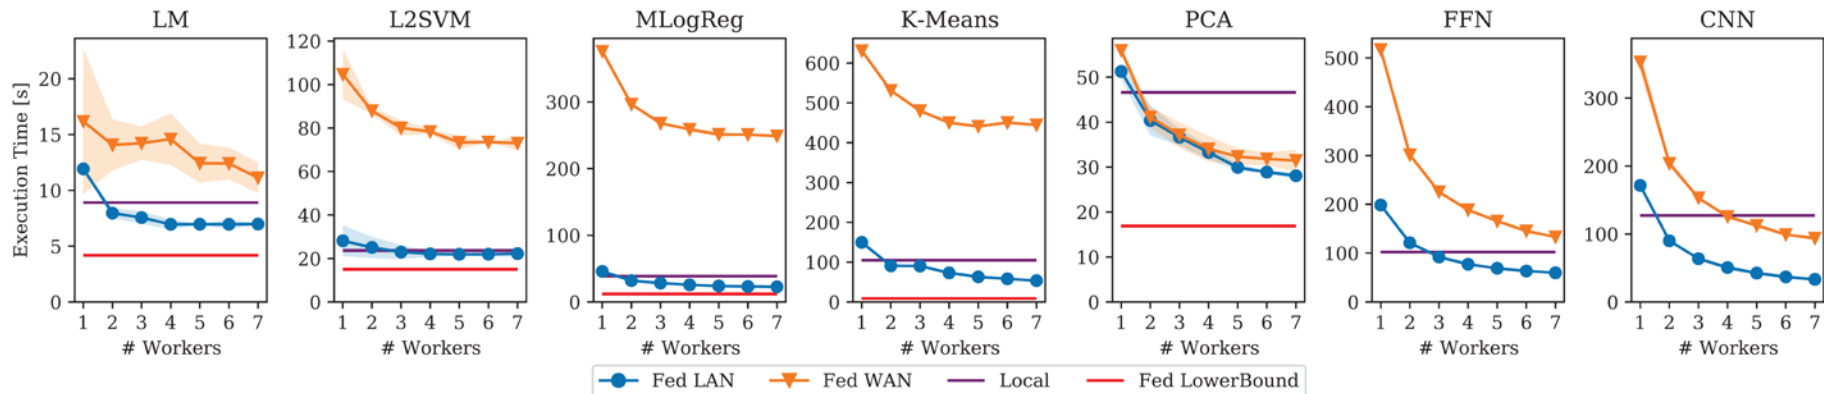 LM L2SVM MLogReg K-Means PCA FFN CNN
Execution Time [s]
20
15
10
5
0
1 2 3 4 5 6 7
# Workers
120
100
80
60
40
20
0
1 2 3 4 5 6 7
# Workers
300
200
100
0
1 2 3 4 5 6 7
# Workers
600
500
400
300
200
100
0
1 2 3 4 5 6 7
# Workers
50
40
30
20
10
0
1 2 3 4 5 6 7
# Workers
500
400
300
200
100
0
1 2 3 4 5 6 7
# Workers
300
200
100
0
1 2 3 4 5 6 7
# Workers
Fed LAN Fed WAN Local Fed LowerBound